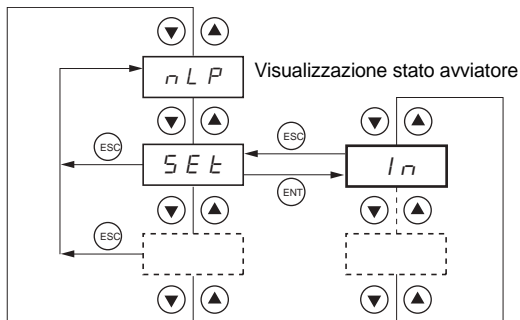 nLP
Visualizzazione stato avviatore
ESC
ESC
SEt
In
ENT
ESC